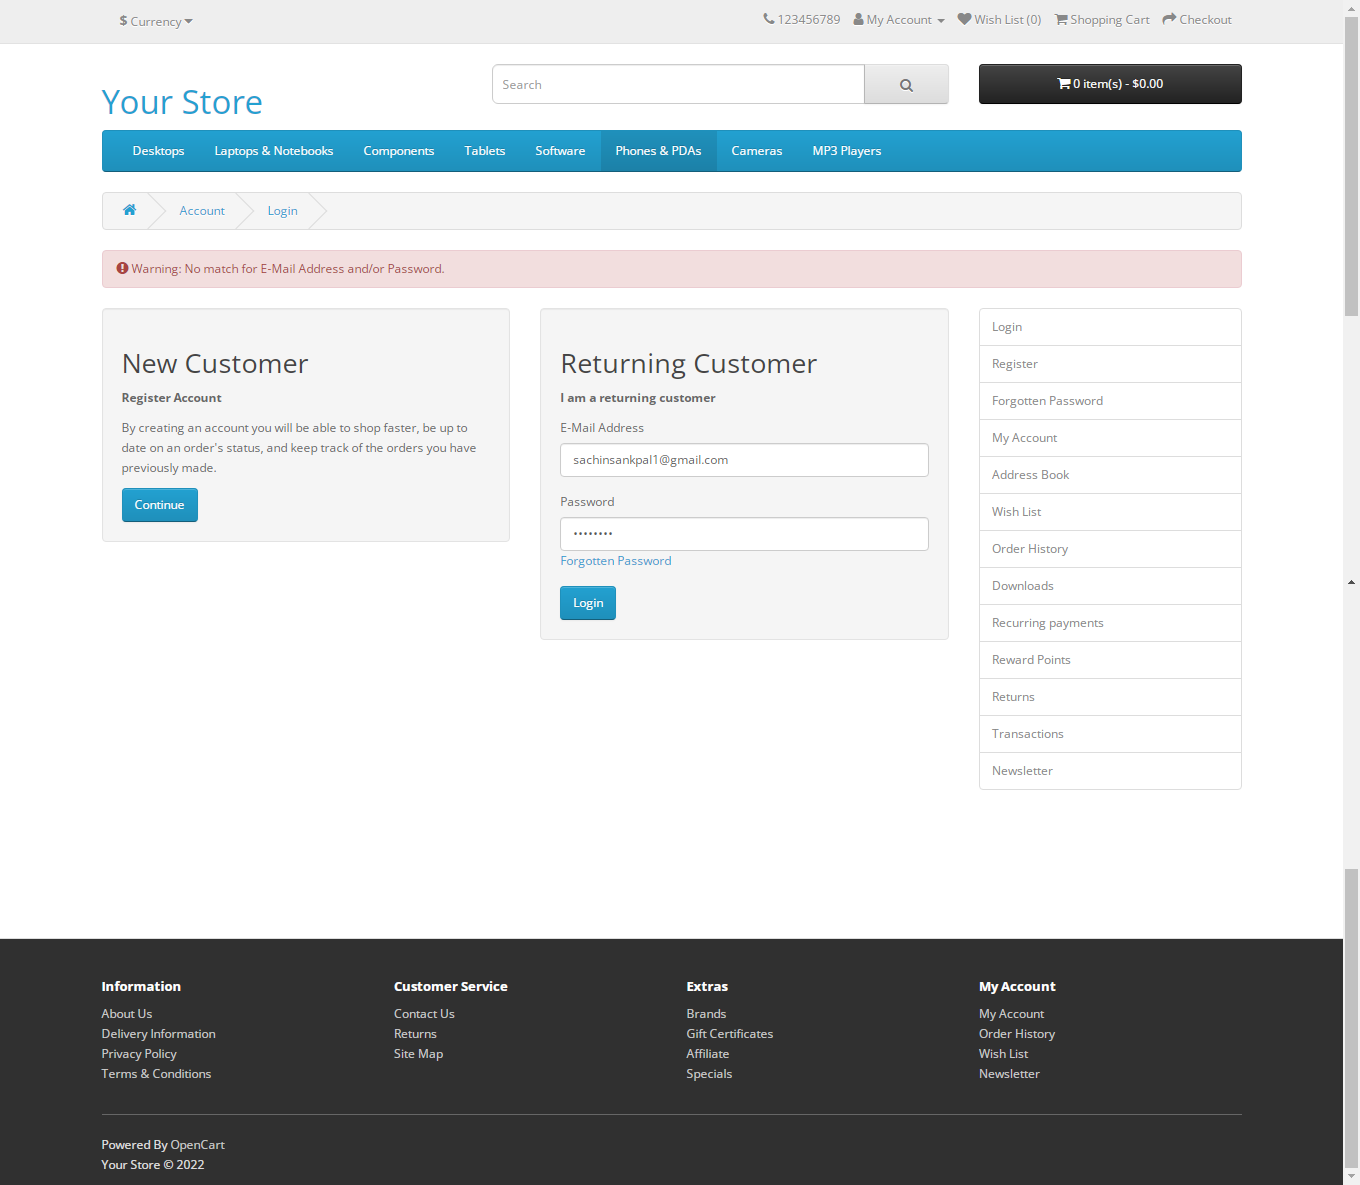 $ Currency
123456789 My Account Wish List (0) Shopping Cart Checkout
Your Store
Search
0 item(s) - $0.00
Desktops Laptops & Notebooks Components Tablets Software Phones & PDAs Cameras MP3 Players
Account Login
Warning: No match for E-Mail Address and/or Password.
New Customer
Register Account
By creating an account you will be able to shop faster, be up to
date on an order's status, and keep track of the orders you have
previously made.
Continue
Returning Customer
I am a returning customer
E-Mail Address
sachinsankpal1@gmail.com
Password
••••••••
Forgotten Password
Login
Login
Register
Forgotten Password
My Account
Address Book
Wish List
Order History
Downloads
Recurring payments
Reward Points
Returns
Transactions
Newsletter
Information
About Us
Delivery Information
Privacy Policy
Terms & Conditions
Customer Service
Contact Us
Returns
Site Map
Extras
Brands
Gift Certificates
Affiliate
Specials
My Account
My Account
Order History
Wish List
Newsletter
Powered By OpenCart
Your Store © 2022